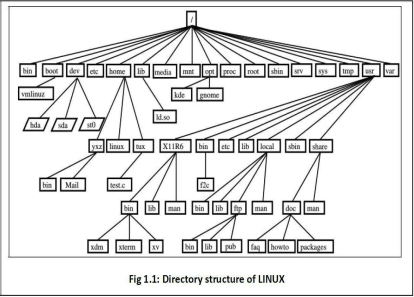 /
bin boot dev etc home lib media mnt opt proc root sbin srv sys tmp usr var
vmlinuz kde gnome
hda sda st0 ld.so
yxz linux tux X11R6 bin etc lib local sbin share
bin Mail test.c f2c
bin lib man bin lib ftp man doc man
xdm xterm xv bin lib pub faq howto packages
Fig 1.1: Directory structure of LINUX